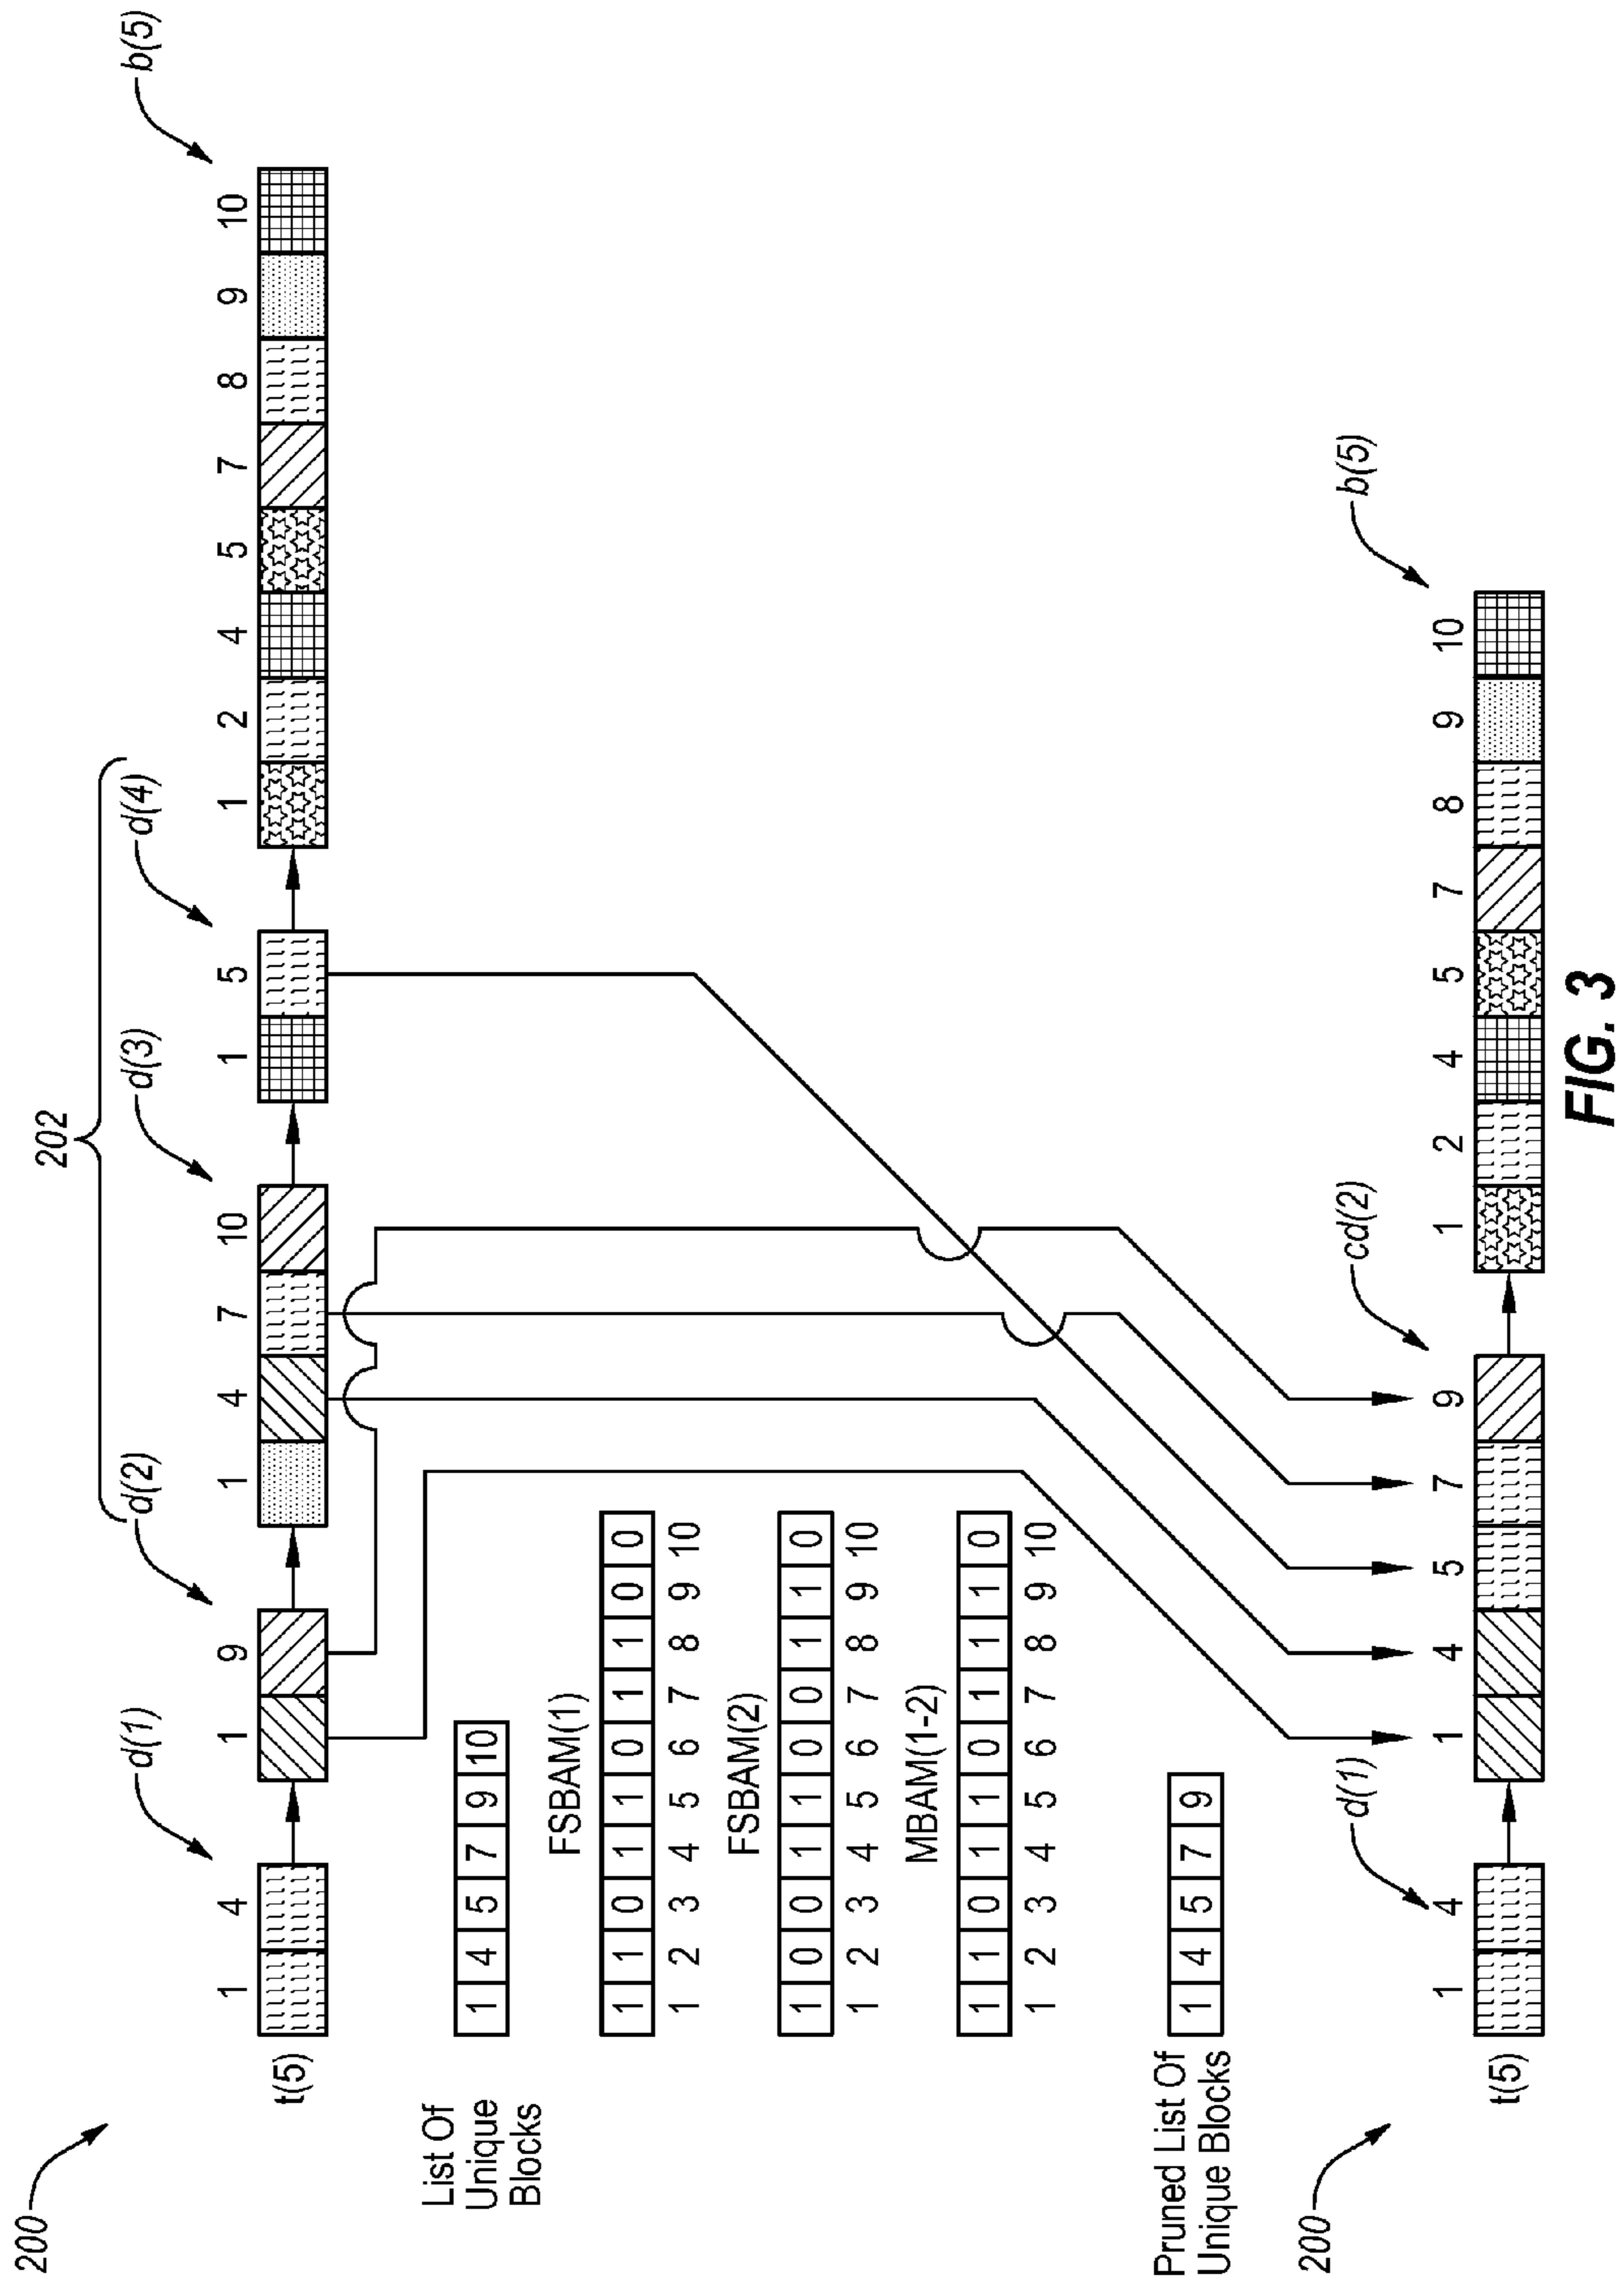 200
202
d(1) d(2) d(3) d(4) b(5)
1 4 1 9 1 4 7 10 1 5 1 2 4 5 7 8 9 10
t(5)
List Of
Unique
Blocks
1 4 5 7 9 10
FSBAM(1)
1 1 0 1 1 0 1 1 0 0
1 2 3 4 5 6 7 8 9 10
FSBAM(2)
1 0 0 1 1 0 0 1 1 0
1 2 3 4 5 6 7 8 9 10
MBAM(1-2)
1 1 0 1 1 0 1 1 1 0
1 2 3 4 5 6 7 8 9 10
Pruned List Of
Unique Blocks
1 4 5 7 9
200
d(1) cd(2) b(5)
1 4 1 4 5 7 9 1 2 4 5 7 8 9 10
t(5)
FIG. 3